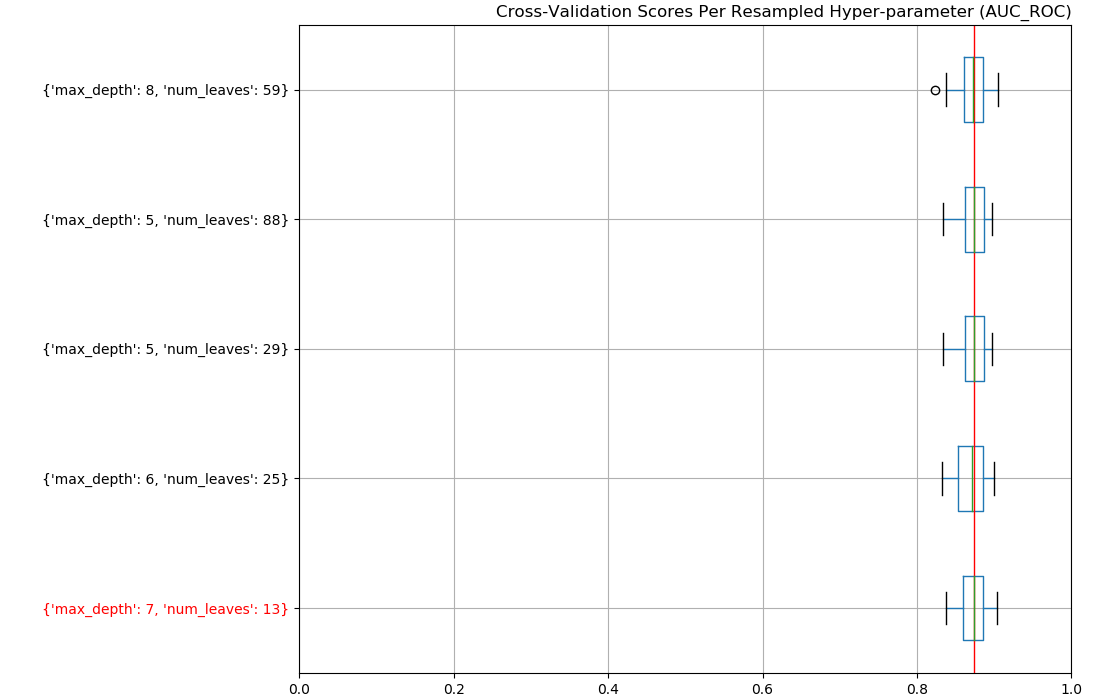 Cross-Validation Scores Per Resampled Hyper-parameter (AUC_ROC)
{'max_depth': 8, 'num_leaves': 59}
{'max_depth': 5, 'num_leaves': 88}
{'max_depth': 5, 'num_leaves': 29}
{'max_depth': 6, 'num_leaves': 25}
{'max_depth': 7, 'num_leaves': 13}
0.0 0.2 0.4 0.6 0.8 1.0